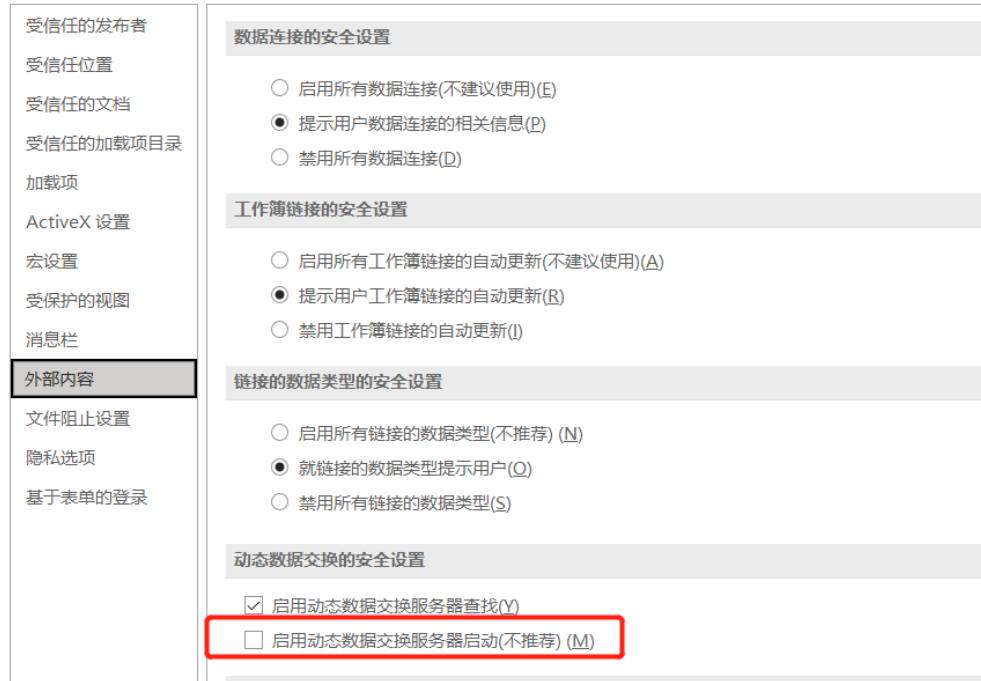 受信任的发布者
受信任位置
受信任的文档
受信任的加载项目录
加载项
ActiveX 设置
宏设置
受保护的视图
消息栏
外部内容
文件阻止设置
隐私选项
基于表单的登录
数据连接的安全设置
启用所有数据连接(不建议使用)(E)
提示用户数据连接的相关信息(P)
禁用所有数据连接(D)
工作簿链接的安全设置
启用所有工作簿链接的自动更新(不建议使用)(A)
提示用户工作簿链接的自动更新(R)
禁用工作簿链接的自动更新(I)
链接的数据类型的安全设置
启用所有链接的数据类型(不推荐) (N)
就链接的数据类型提示用户(O)
禁用所有链接的数据类型(S)
动态数据交换的安全设置
启用动态数据交换服务器查找(Y)
启用动态数据交换服务器启动(不推荐) (M)